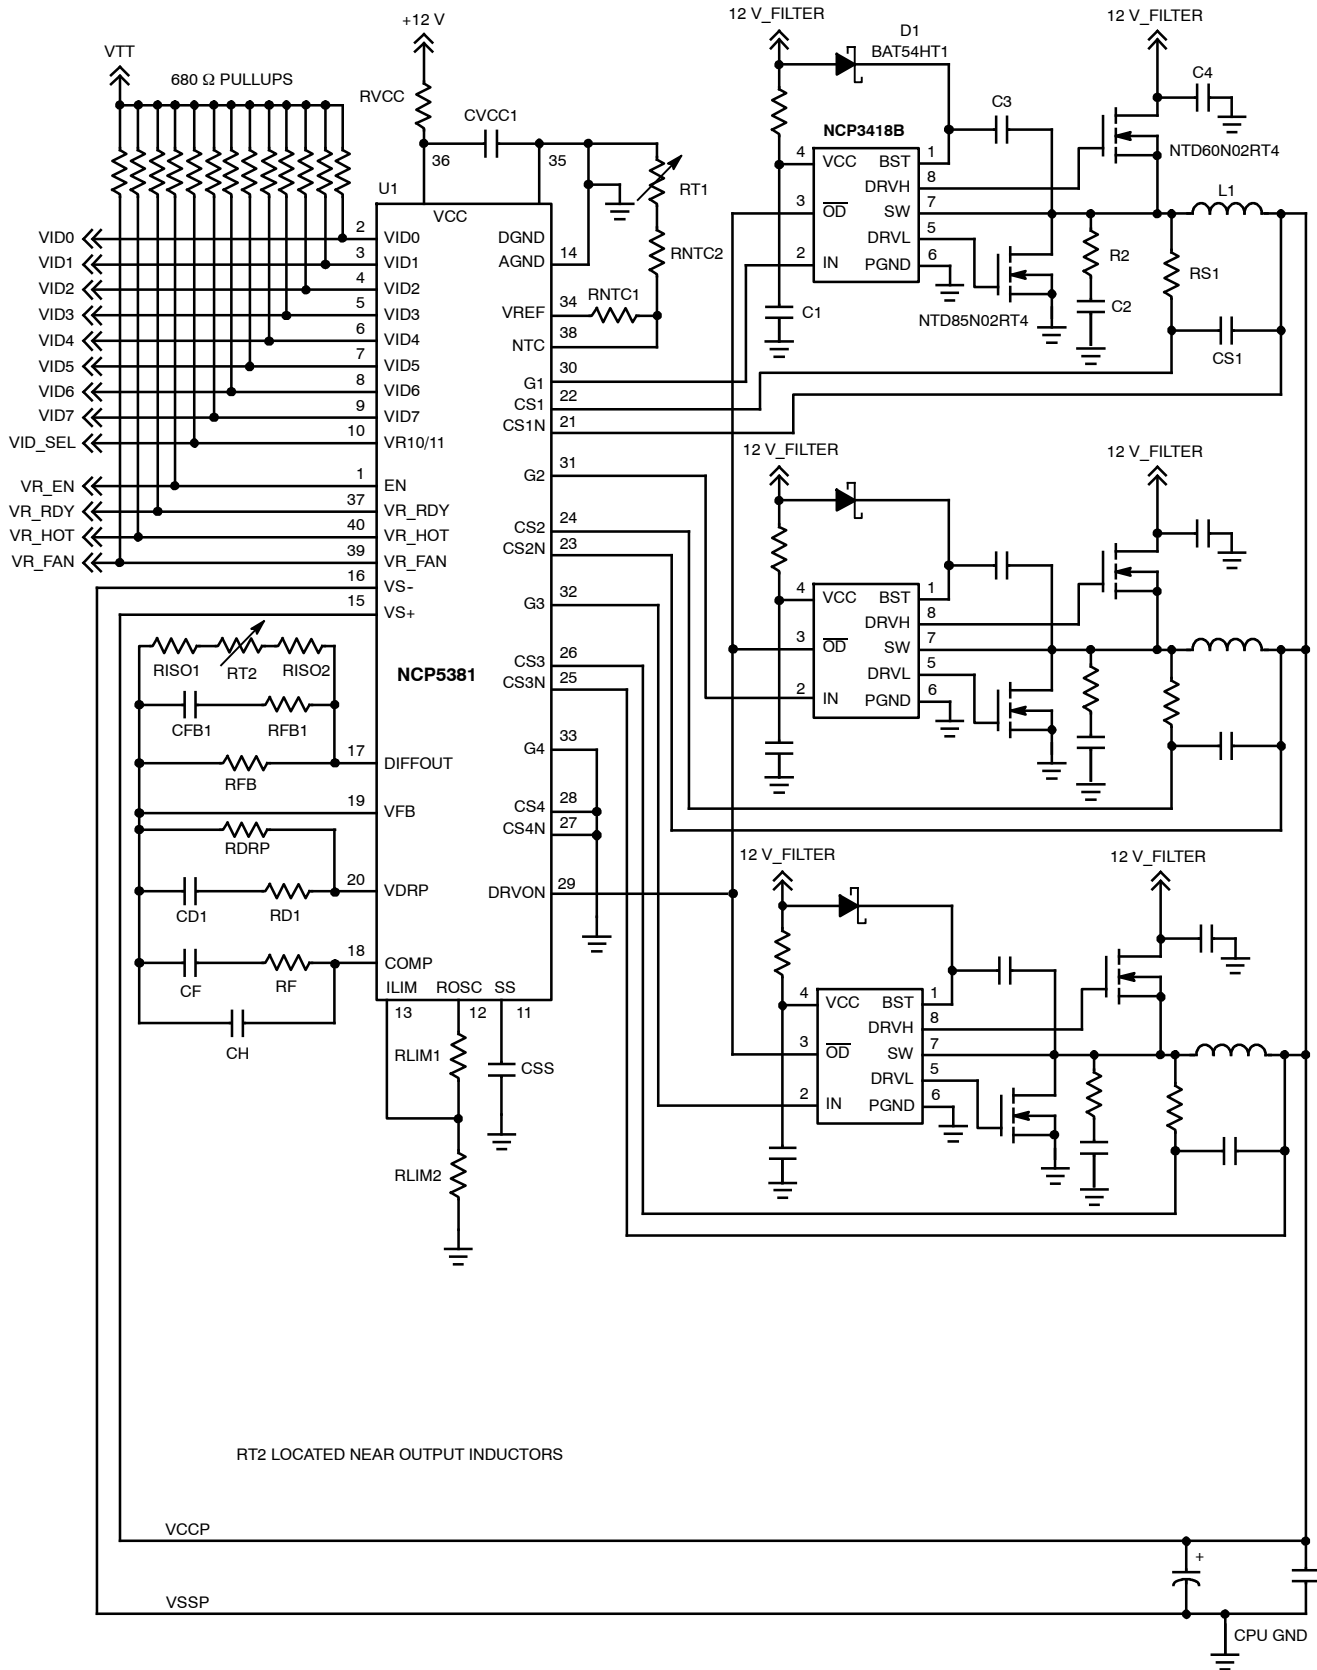 +12 V
12 V_FILTER
12 V_FILTER
D1
BAT54HT1
VTT
680 Ω PULLUPS
RVCC
CVCC1
C3
C4
NCP3418B
NTD60N02RT4
36
35
U1
VCC
RT1
4 VCC BST 1
DRVH 8
3 OD SW 7
DRVL 5
2 IN PGND 6
L1
R2
RS1
C1
C2
CS1
NTD85N02RT4
VID0 2 VID0
VID1 3 VID1
VID2 4 VID2
VID3 5 VID3
VID4 6 VID4
VID5 7 VID5
VID6 8 VID6
VID7 9 VID7
VID_SEL 10 VR10/11
VR_EN 1 EN
VR_RDY 37 VR_RDY
VR_HOT 40 VR_HOT
VR_FAN 39 VR_FAN
16 VS-
15 VS+
DGND
AGND 14
RNTC2
RNTC1
VREF 34
NTC 38
G1 30
CS1 22
CS1N 21
G2 31
CS2 24
CS2N 23
G3 32
CS3 26
CS3N 25
G4 33
CS4 28
CS4N 27
DRVON 29
NCP5381
12 V_FILTER
12 V_FILTER
4 VCC BST 1
DRVH 8
3 OD SW 7
DRVL 5
2 IN PGND 6
RISO1
RT2
RISO2
CFB1
RFB1
17 DIFFOUT
RFB
19 VFB
RDRP
20 VDRP
CD1
RD1
18 COMP
CF
RF
CH
ILIM ROSC SS
13 12 11
RLIM1
CSS
RLIM2
12 V_FILTER
12 V_FILTER
4 VCC BST 1
DRVH 8
3 OD SW 7
DRVL 5
2 IN PGND 6
RT2 LOCATED NEAR OUTPUT INDUCTORS
VCCP
+
VSSP
CPU GND